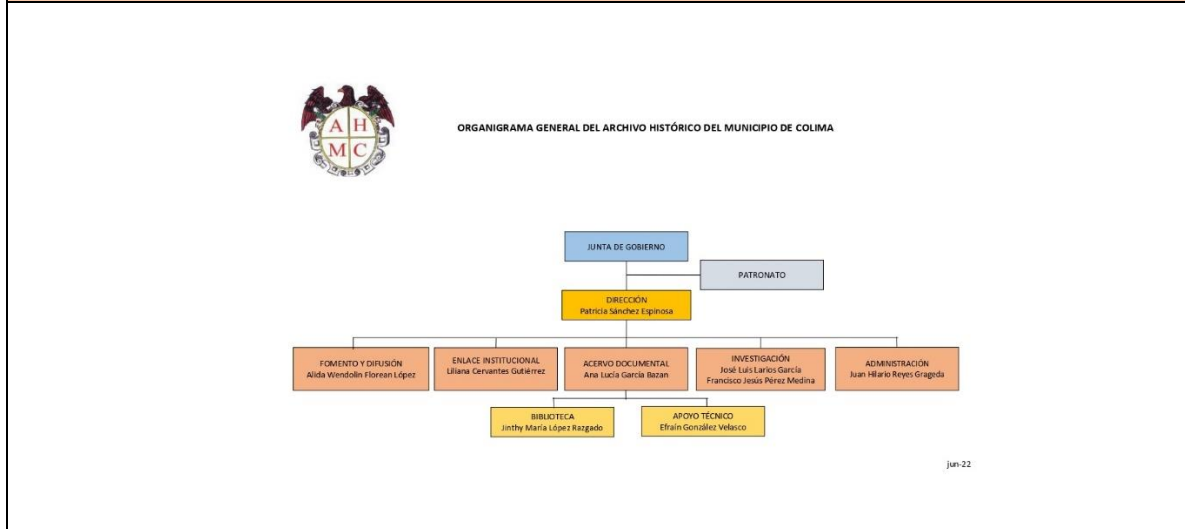 A H
M C
ORGANIGRAMA GENERAL DEL ARCHIVO HISTÓRICO DEL MUNICIPIO DE COLIMA
JUNTA DE GOBIERNO
PATRONATO
DIRECCIÓN
Patricia Sánchez Espinosa
FOMENTO Y DIFUSIÓN
Alida Wendolin Florean López
ENLACE INSTITUCIONAL
Liliana Cervantes Gutiérrez
ACERVO DOCUMENTAL
Ana Lucía García Bazan
INVESTIGACIÓN
José Luis Larios García
Francisco Jesús Pérez Medina
ADMINISTRACIÓN
Juan Hilario Reyes Grageda
BIBLIOTECA
Jinthy María López Razgado
APOYO TÉCNICO
Efraín González Velasco
jun-22